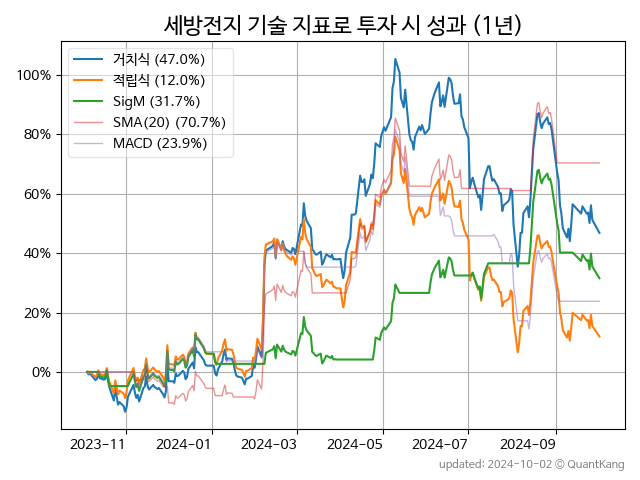 세방전지 기술 지표로 투자 시 성과 (1년)
거치식 (47.0%)
적립식 (12.0%)
SigM (31.7%)
SMA(20) (70.7%)
MACD (23.9%)
100%
80%
60%
40%
20%
0%
2023-11 2024-01 2024-03 2024-05 2024-07 2024-09
updated: 2024-10-02 © QuantKang